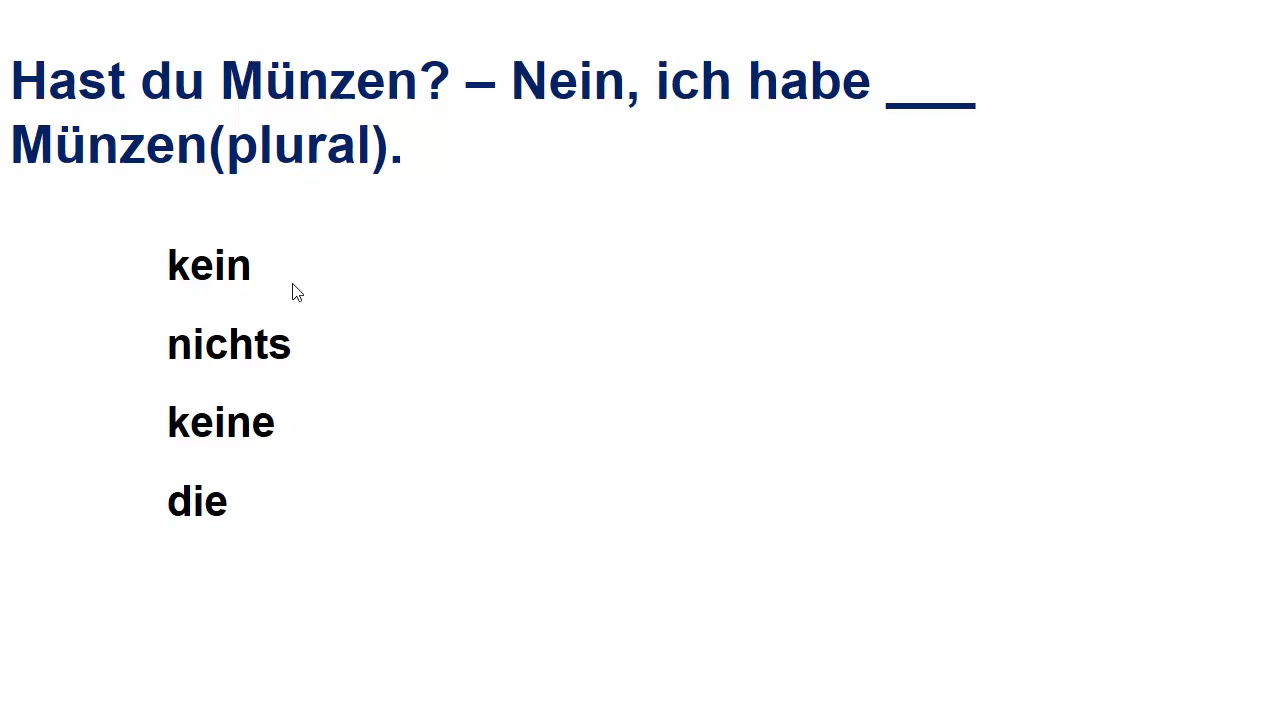 Hast du Münzen? – Nein, ich habe ___
Münzen(plural).
kein
nichts
keine
die